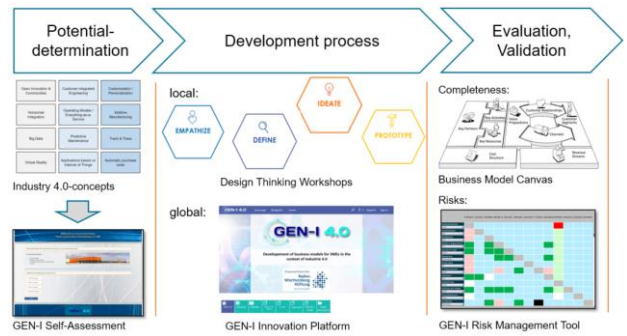 Potential-
determination
Development process
Evaluation,
Validation
Open Innovation &
Communities
Customer Integrated
Engineering
Customization /
Personalization
Horizontal
Integration
Operating Models /
Everything-as-a-
Service
Additive
Manufacturing
Big Data
Predictive
Maintenance
Track & Trace
Virtual Reality
Applications based on
Internet of Things
Automatic purchase
order
Industry 4.0-concepts
GEN-I Self-Assessment
local:
EMPATHIZE
DEFINE
IDEATE
PROTOTYPE
Design Thinking Workshops
global:
GEN-I 4.0
GEN-I 4.0
Development of business models for SMEs in the
context of Industrie 4.0
Baden-
Württemberg
Stiftung
GEN-I Innovation Platform
Completeness:
Key Partners
Key Activities
Key Resources
Value
Propositions
Customer Relationships
Customer
Segments
Channels
Cost
Structure
Revenue
Streams
Business Model Canvas
Risks:
GEN-I Risk Management Tool